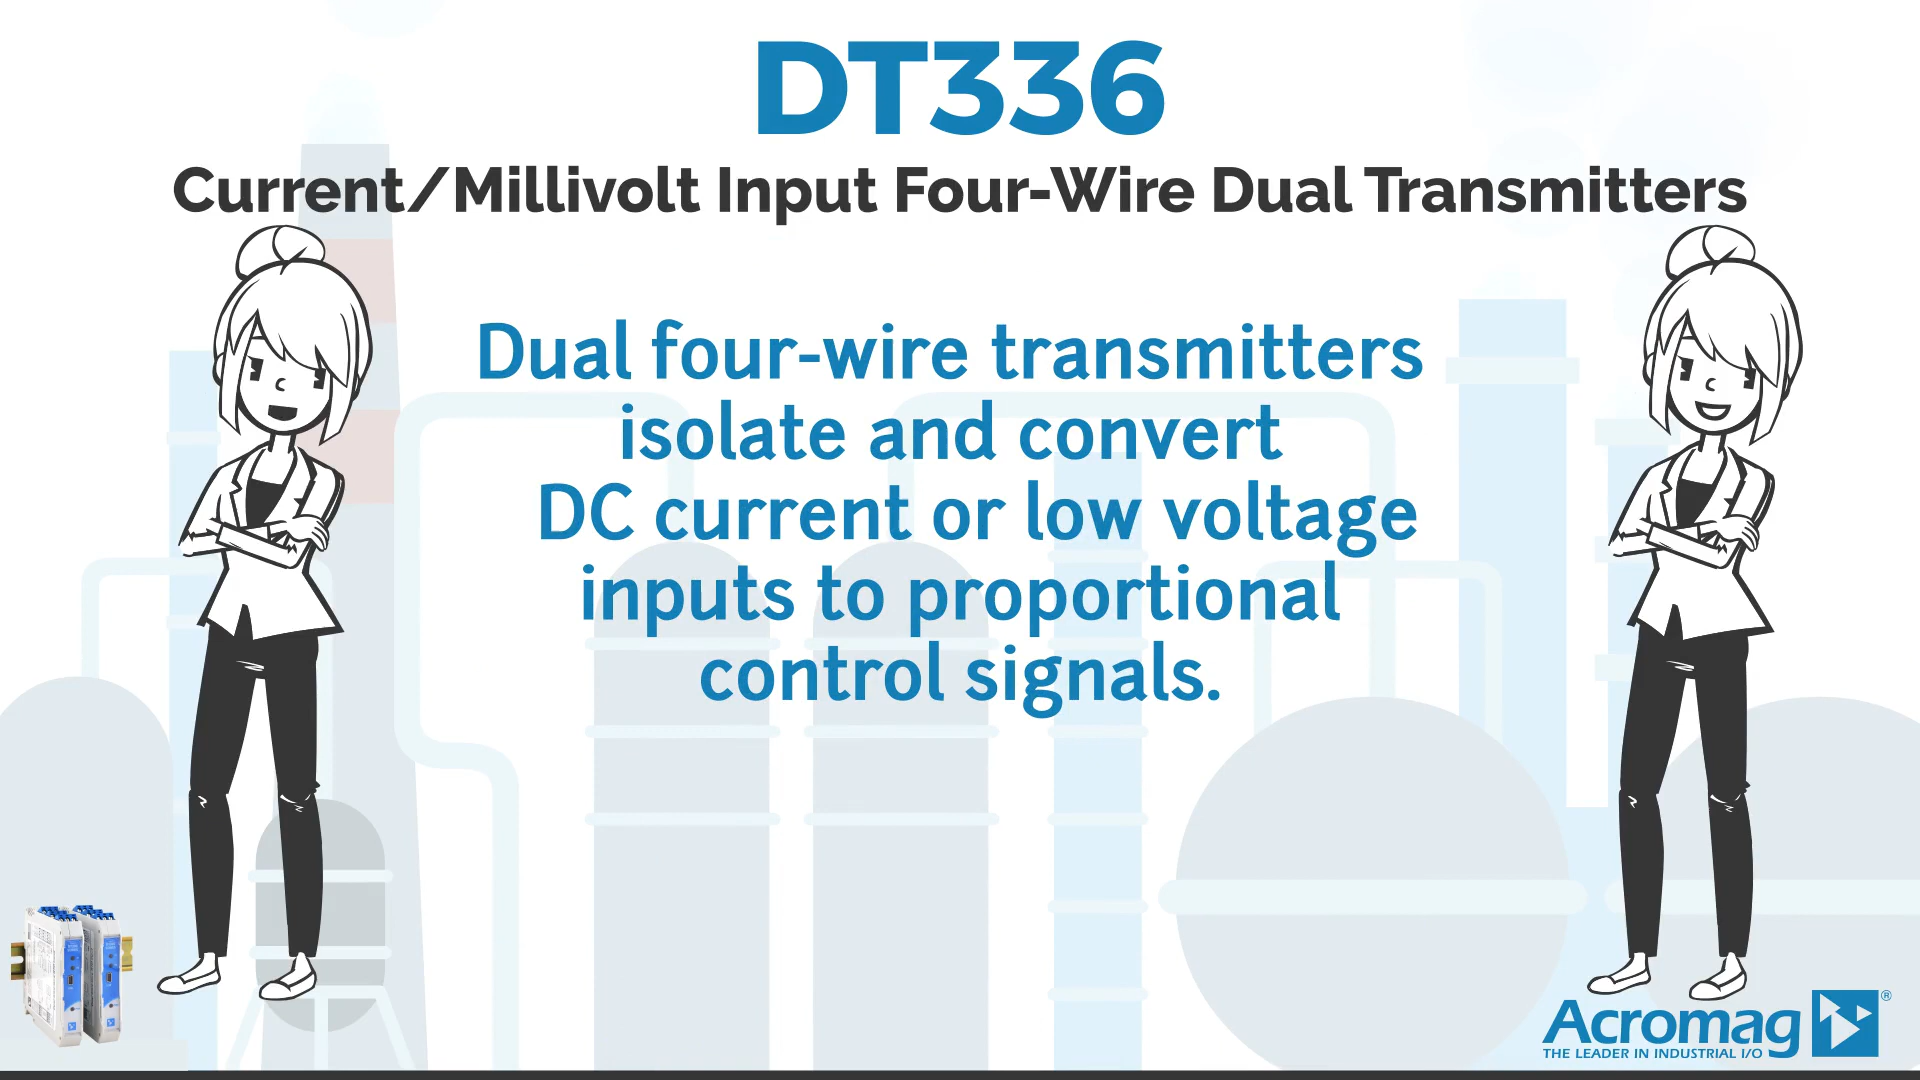 DT336
Current/Millivolt Input Four-Wire Dual Transmitters
Dual four-wire transmitters
isolate and convert
DC current or low voltage
inputs to proportional
control signals.
Acromag ®
THE LEADER IN INDUSTRIAL I/O